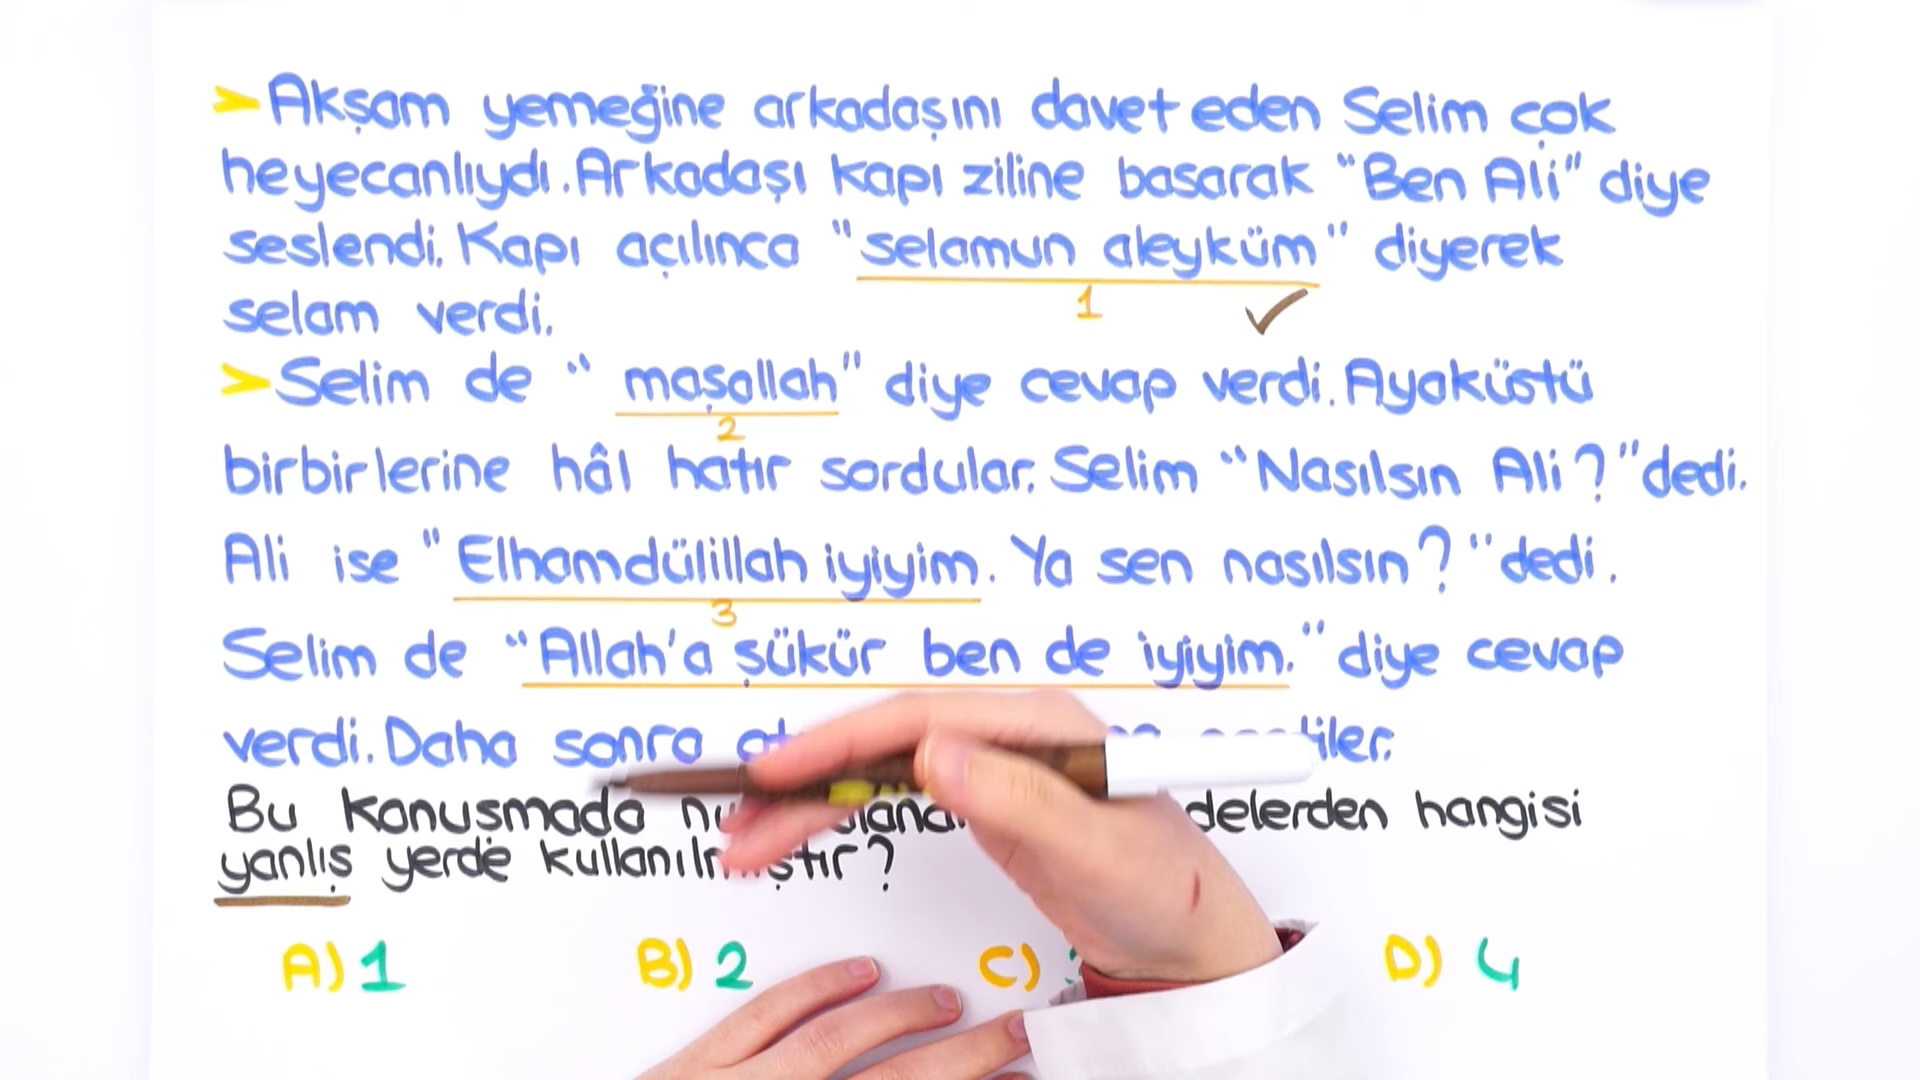 > Akşam yemeğine arkadaşını davet eden Selim çok
heyecanlıydı. Arkadaşı kapı ziline basarak "Ben Ali" diye
seslendi. Kapı açılınca "selamun aleyküm" diyerek
1
selam verdi.
> Selim de "maşallah" diye cevap verdi. Ayaküstü
2
birbirlerine hâl hatır sordular. Selim "Nasılsın Ali?" dedi.
Ali ise "Elhamdülillah iyiyim. Ya sen nasılsın?" dedi.
3
Selim de "Allah'a şükür ben de iyiyim." diye cevap
verdi. Daha sonra
Bu konuşmada hangisi
yanlış yerde kullanılmıştır?
A) 1 B) 2 C) D) 4